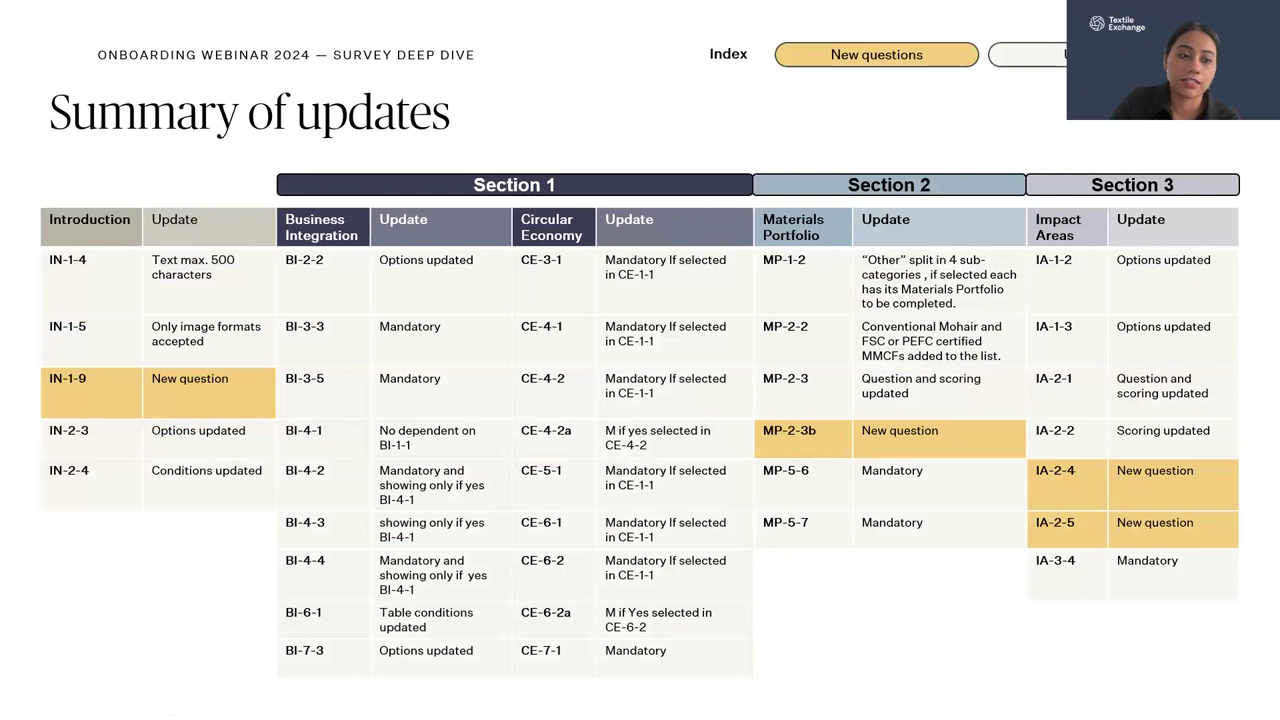 ONBOARDING WEBINAR 2024 — SURVEY DEEP DIVE
Index
New questions
Textile
Exchange
Summary of updates
Section 1
Section 2
Section 3
Introduction
Update
Business
Integration
Update
Circular
Economy
Update
Materials
Portfolio
Update
Impact
Areas
Update
IN-1-4
Text max. 500
characters
BI-2-2
Options updated
CE-3-1
Mandatory If selected
in CE-1-1
MP-1-2
“Other” split in 4 sub-
categories , if selected each
has its Materials Portfolio
to be completed.
IA-1-2
Options updated
IN-1-5
Only image formats
accepted
BI-3-3
Mandatory
CE-4-1
Mandatory If selected
in CE-1-1
MP-2-2
Conventional Mohair and
FSC or PEFC certified
MMCFs added to the list.
IA-1-3
Options updated
IN-1-9
New question
BI-3-5
Mandatory
CE-4-2
Mandatory If selected
in CE-1-1
MP-2-3
Question and scoring
updated
IA-2-1
Question and
scoring updated
IN-2-3
Options updated
BI-4-1
No dependent on
BI-1-1
CE-4-2a
M if yes selected in
CE-4-2
MP-2-3b
New question
IA-2-2
Scoring updated
IN-2-4
Conditions updated
BI-4-2
Mandatory and
showing only if yes
BI-4-1
CE-5-1
Mandatory If selected
in CE-1-1
MP-5-6
Mandatory
IA-2-4
New question
BI-4-3
showing only if yes
BI-4-1
CE-6-1
Mandatory If selected
in CE-1-1
MP-5-7
Mandatory
IA-2-5
New question
BI-4-4
Mandatory and
showing only if yes
BI-4-1
CE-6-2
Mandatory If selected
in CE-1-1
IA-3-4
Mandatory
BI-6-1
Table conditions
updated
CE-6-2a
M if Yes selected in
CE-6-2
BI-7-3
Options updated
CE-7-1
Mandatory